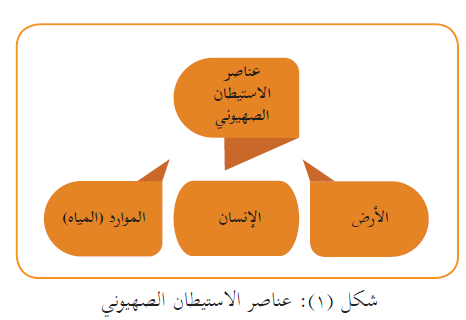 عناصر
الاستيطان
الصهيوني
الأرض
الإنسان
الموارد (المياه)
شكل (١): عناصر الاستيطان الصهيوني